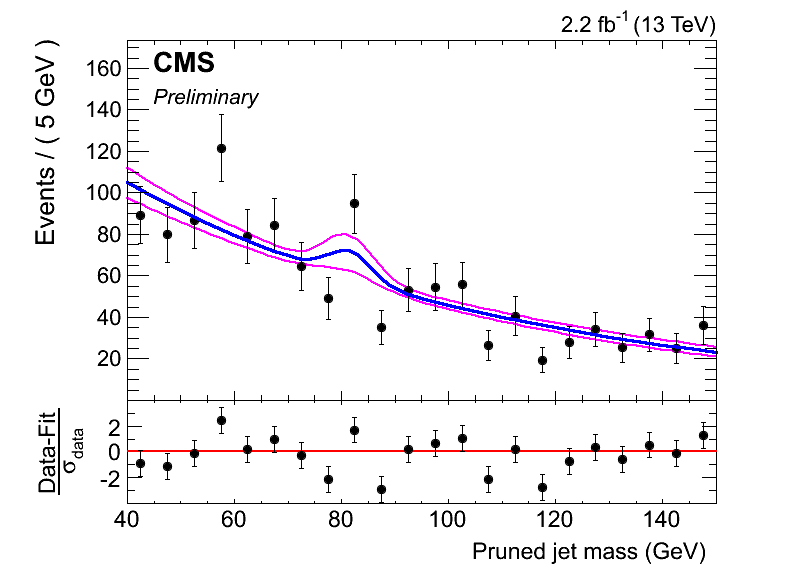 2.2 fb⁻¹ (13 TeV)
CMS
Preliminary
Events / ( 5 GeV )
160
140
120
100
80
60
40
20
Data-Fit
σdata
2
0
-2
40 60 80 100 120 140
Pruned jet mass (GeV)